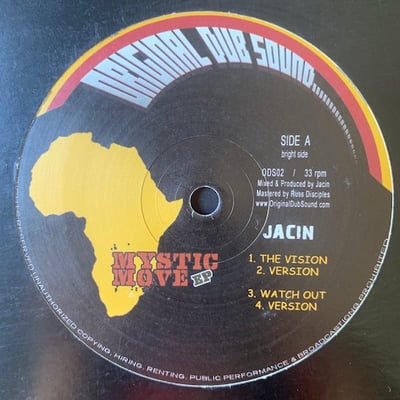 ORIGINAL DUB SOUND...............
SIDE A
bright side
ODS02 / 33 rpm
Mixed & Produced by Jacin
Mastered by Russ Disciples
www.OriginalDubSound.com
JACIN
MYSTIC
MOVE EP
1. THE VISION
2. VERSION
3. WATCH OUT
4. VERSION
RESERVED UNAUTHORIZED COPYING, HIRING, RENTING, PUBLIC PERFORMANCE & BROADCASTING PROHIBITED